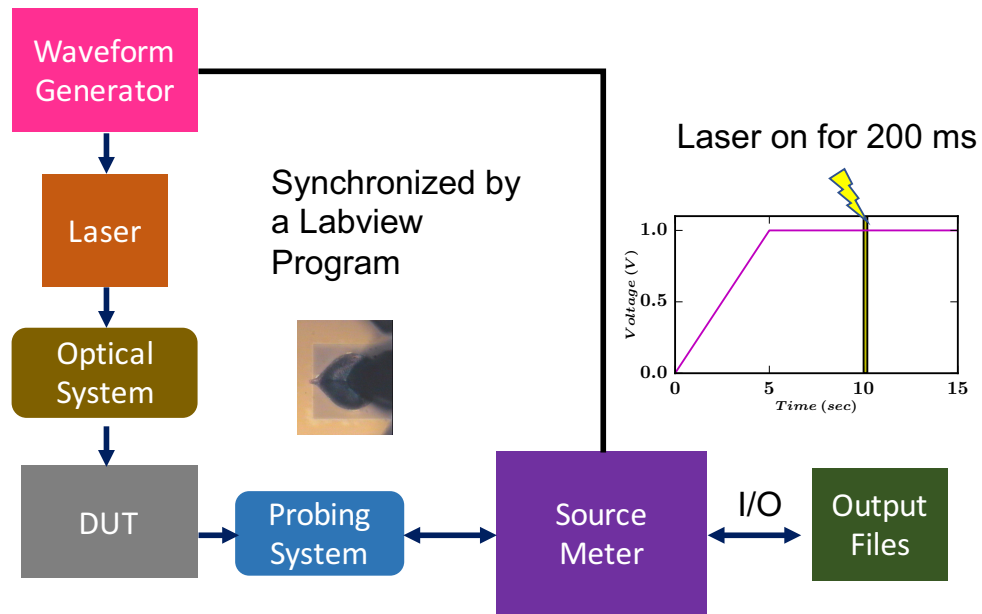 Waveform
Generator
Laser
Optical
System
DUT
Probing
System
Source
Meter
I/O
Output
Files
Synchronized by
a Labview
Program
Laser on for 200 ms
1.0
0.5
0.0
Voltage (V)
0 5 10 15
Time (sec)